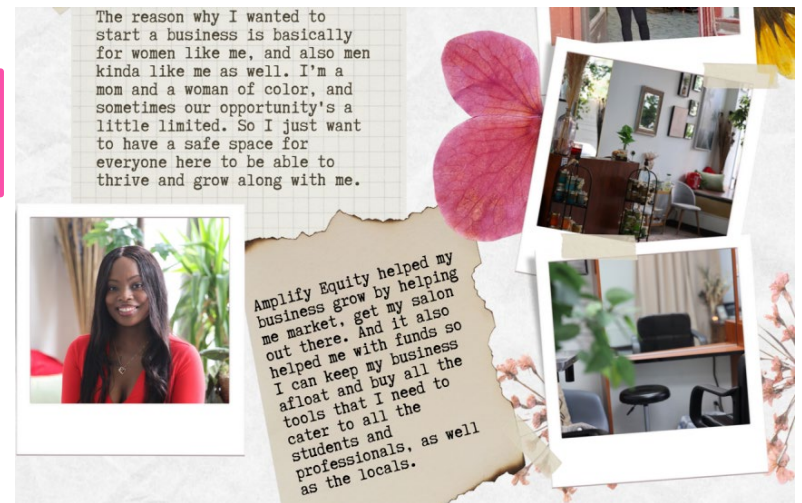 The reason why I wanted to
start a business is basically
for women like me, and also men
kinda like me as well. I'm a
mom and a woman of color, and
sometimes our opportunity's a
little limited. So I just want
to have a safe space for
everyone here to be able to
thrive and grow along with me.
Amplify Equity helped my
business grow by helping
me market, get my salon
out there. And it also
helped me with funds so
I can keep my business
afloat and buy all the
tools that I need to
cater to all the
students and
professionals, as well
as the locals.